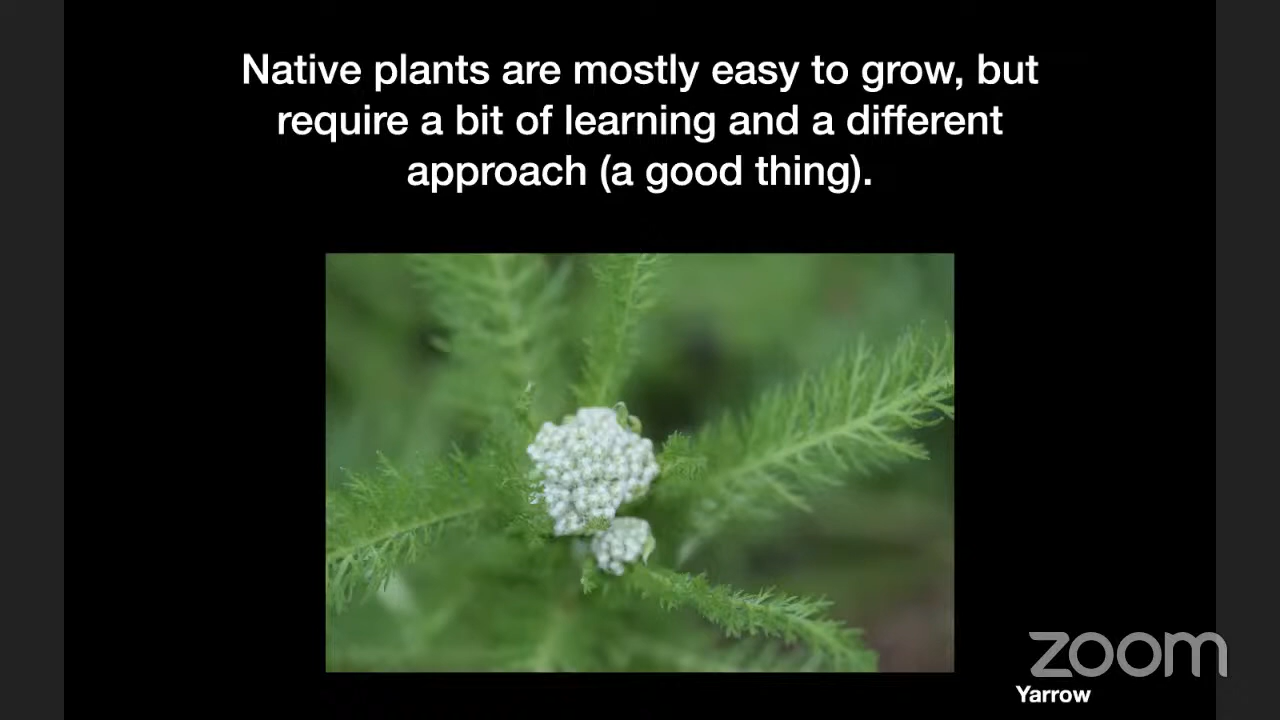 Native plants are mostly easy to grow, but
require a bit of learning and a different
approach (a good thing).
zoom
Yarrow